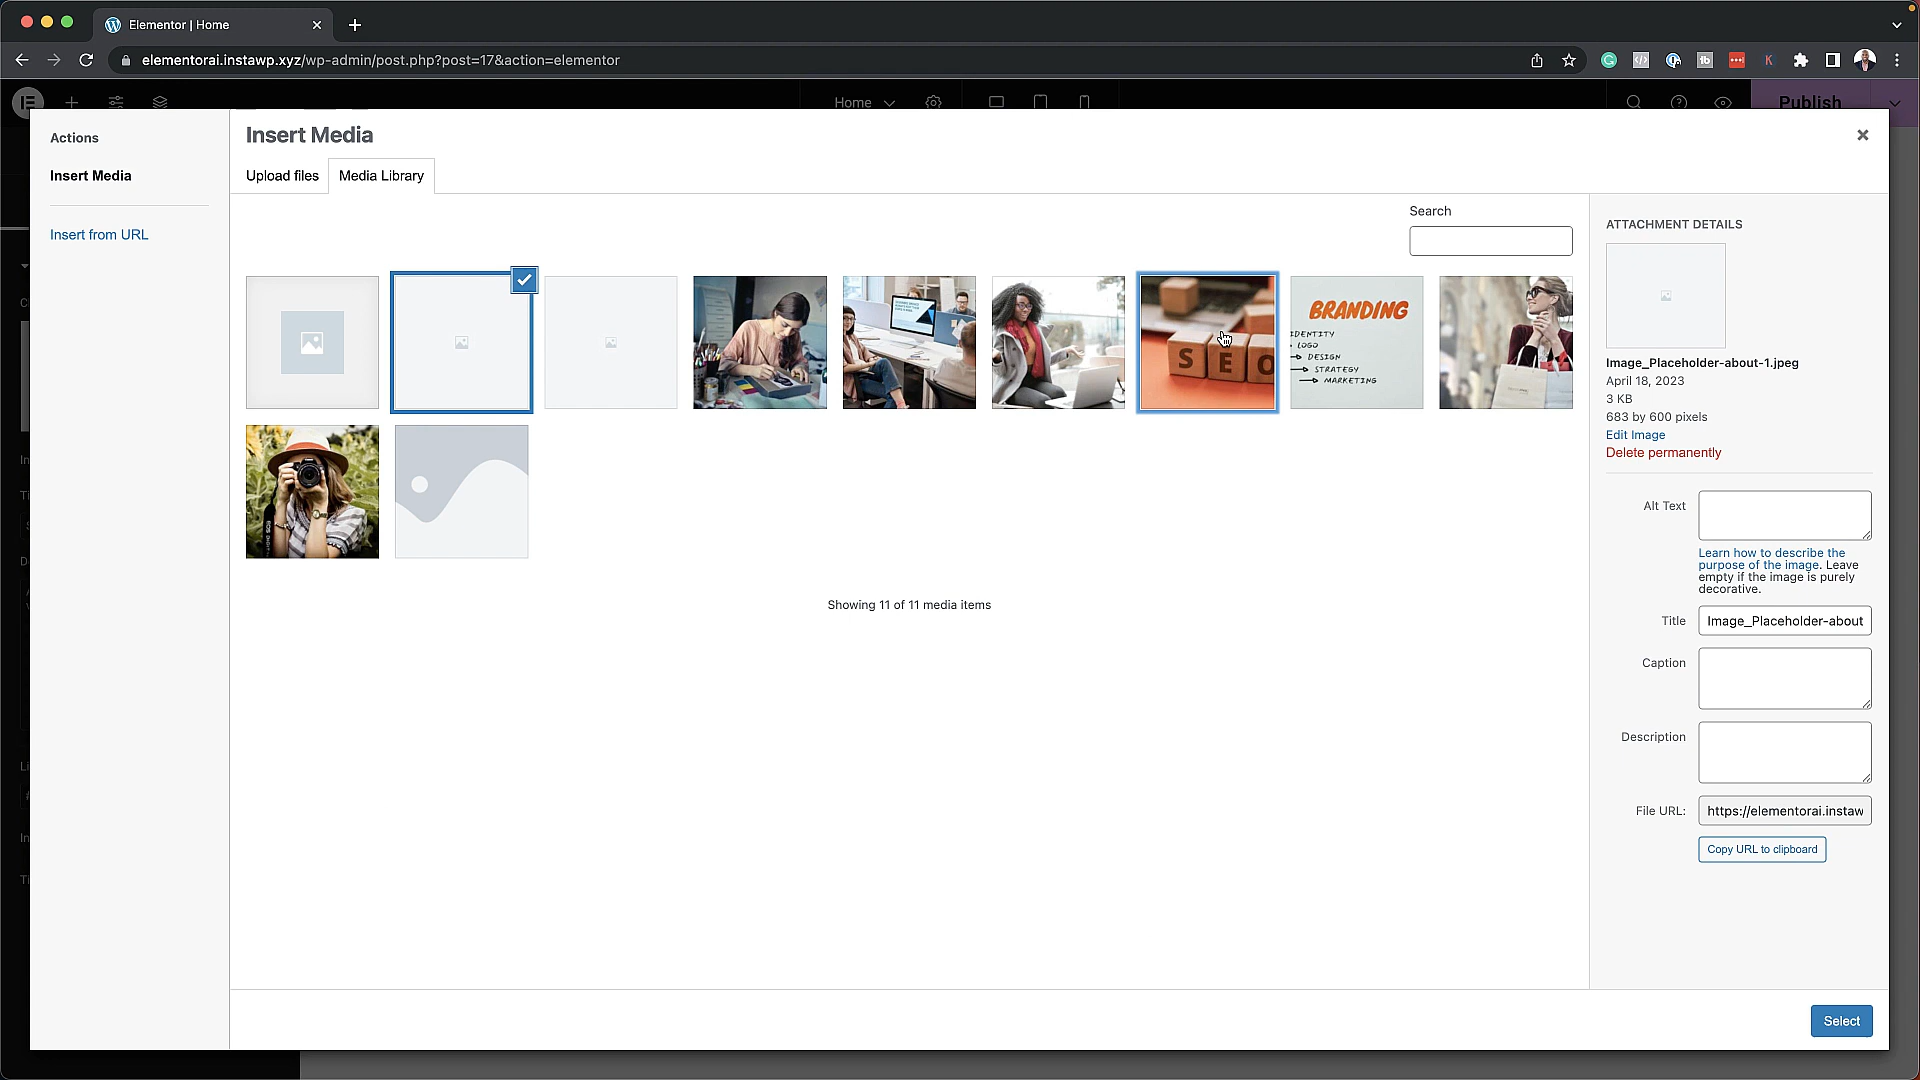 Elementor | Home
elementorai.instawp.xyz/wp-admin/post.php?post=17&action=elementor
Home
Publish
Actions
Insert Media
Insert from URL
Insert Media
Upload files
Media Library
Search
SEO
BRANDING
IDENTITY
LOGO
DESIGN
STRATEGY
MARKETING
Showing 11 of 11 media items
ATTACHMENT DETAILS
Image_Placeholder-about-1.jpeg
April 18, 2023
3 KB
683 by 600 pixels
Edit Image
Delete permanently
Alt Text
Learn how to describe the
purpose of the image. Leave
empty if the image is purely
decorative.
Title
Image_Placeholder-about
Caption
Description
File URL:
https://elementorai.instaw
Copy URL to clipboard
Select